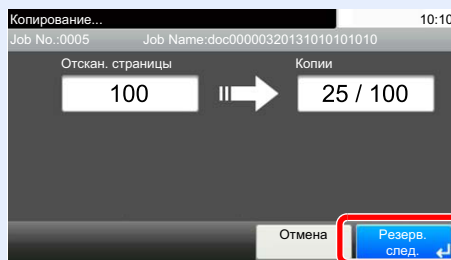 Копирование... 10:10
Job No.:0005 Job Name:doc00000320131010101010
Отскан. страницы Копии
100 25 / 100
Отмена Резерв.
след.